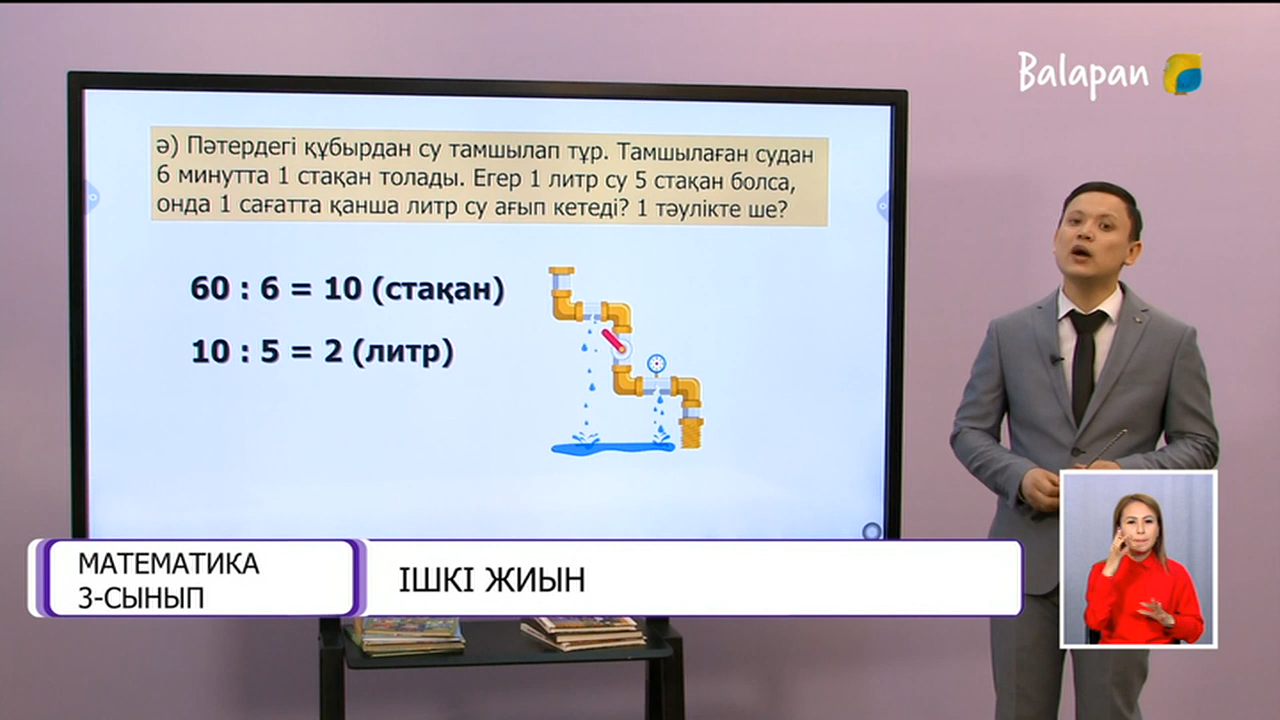 Balapan
ә) Пәтердегі құбырдан су тамшылап тұр. Тамшылаған судан
6 минутта 1 стақан толады. Егер 1 литр су 5 стақан болса,
онда 1 сағатта қанша литр су ағып кетеді? 1 тәулікте ше?
60 : 6 = 10 (стақан)
10 : 5 = 2 (литр)
МАТЕМАТИКА
3-СЫНЫП
ІШКІ ЖИЫН